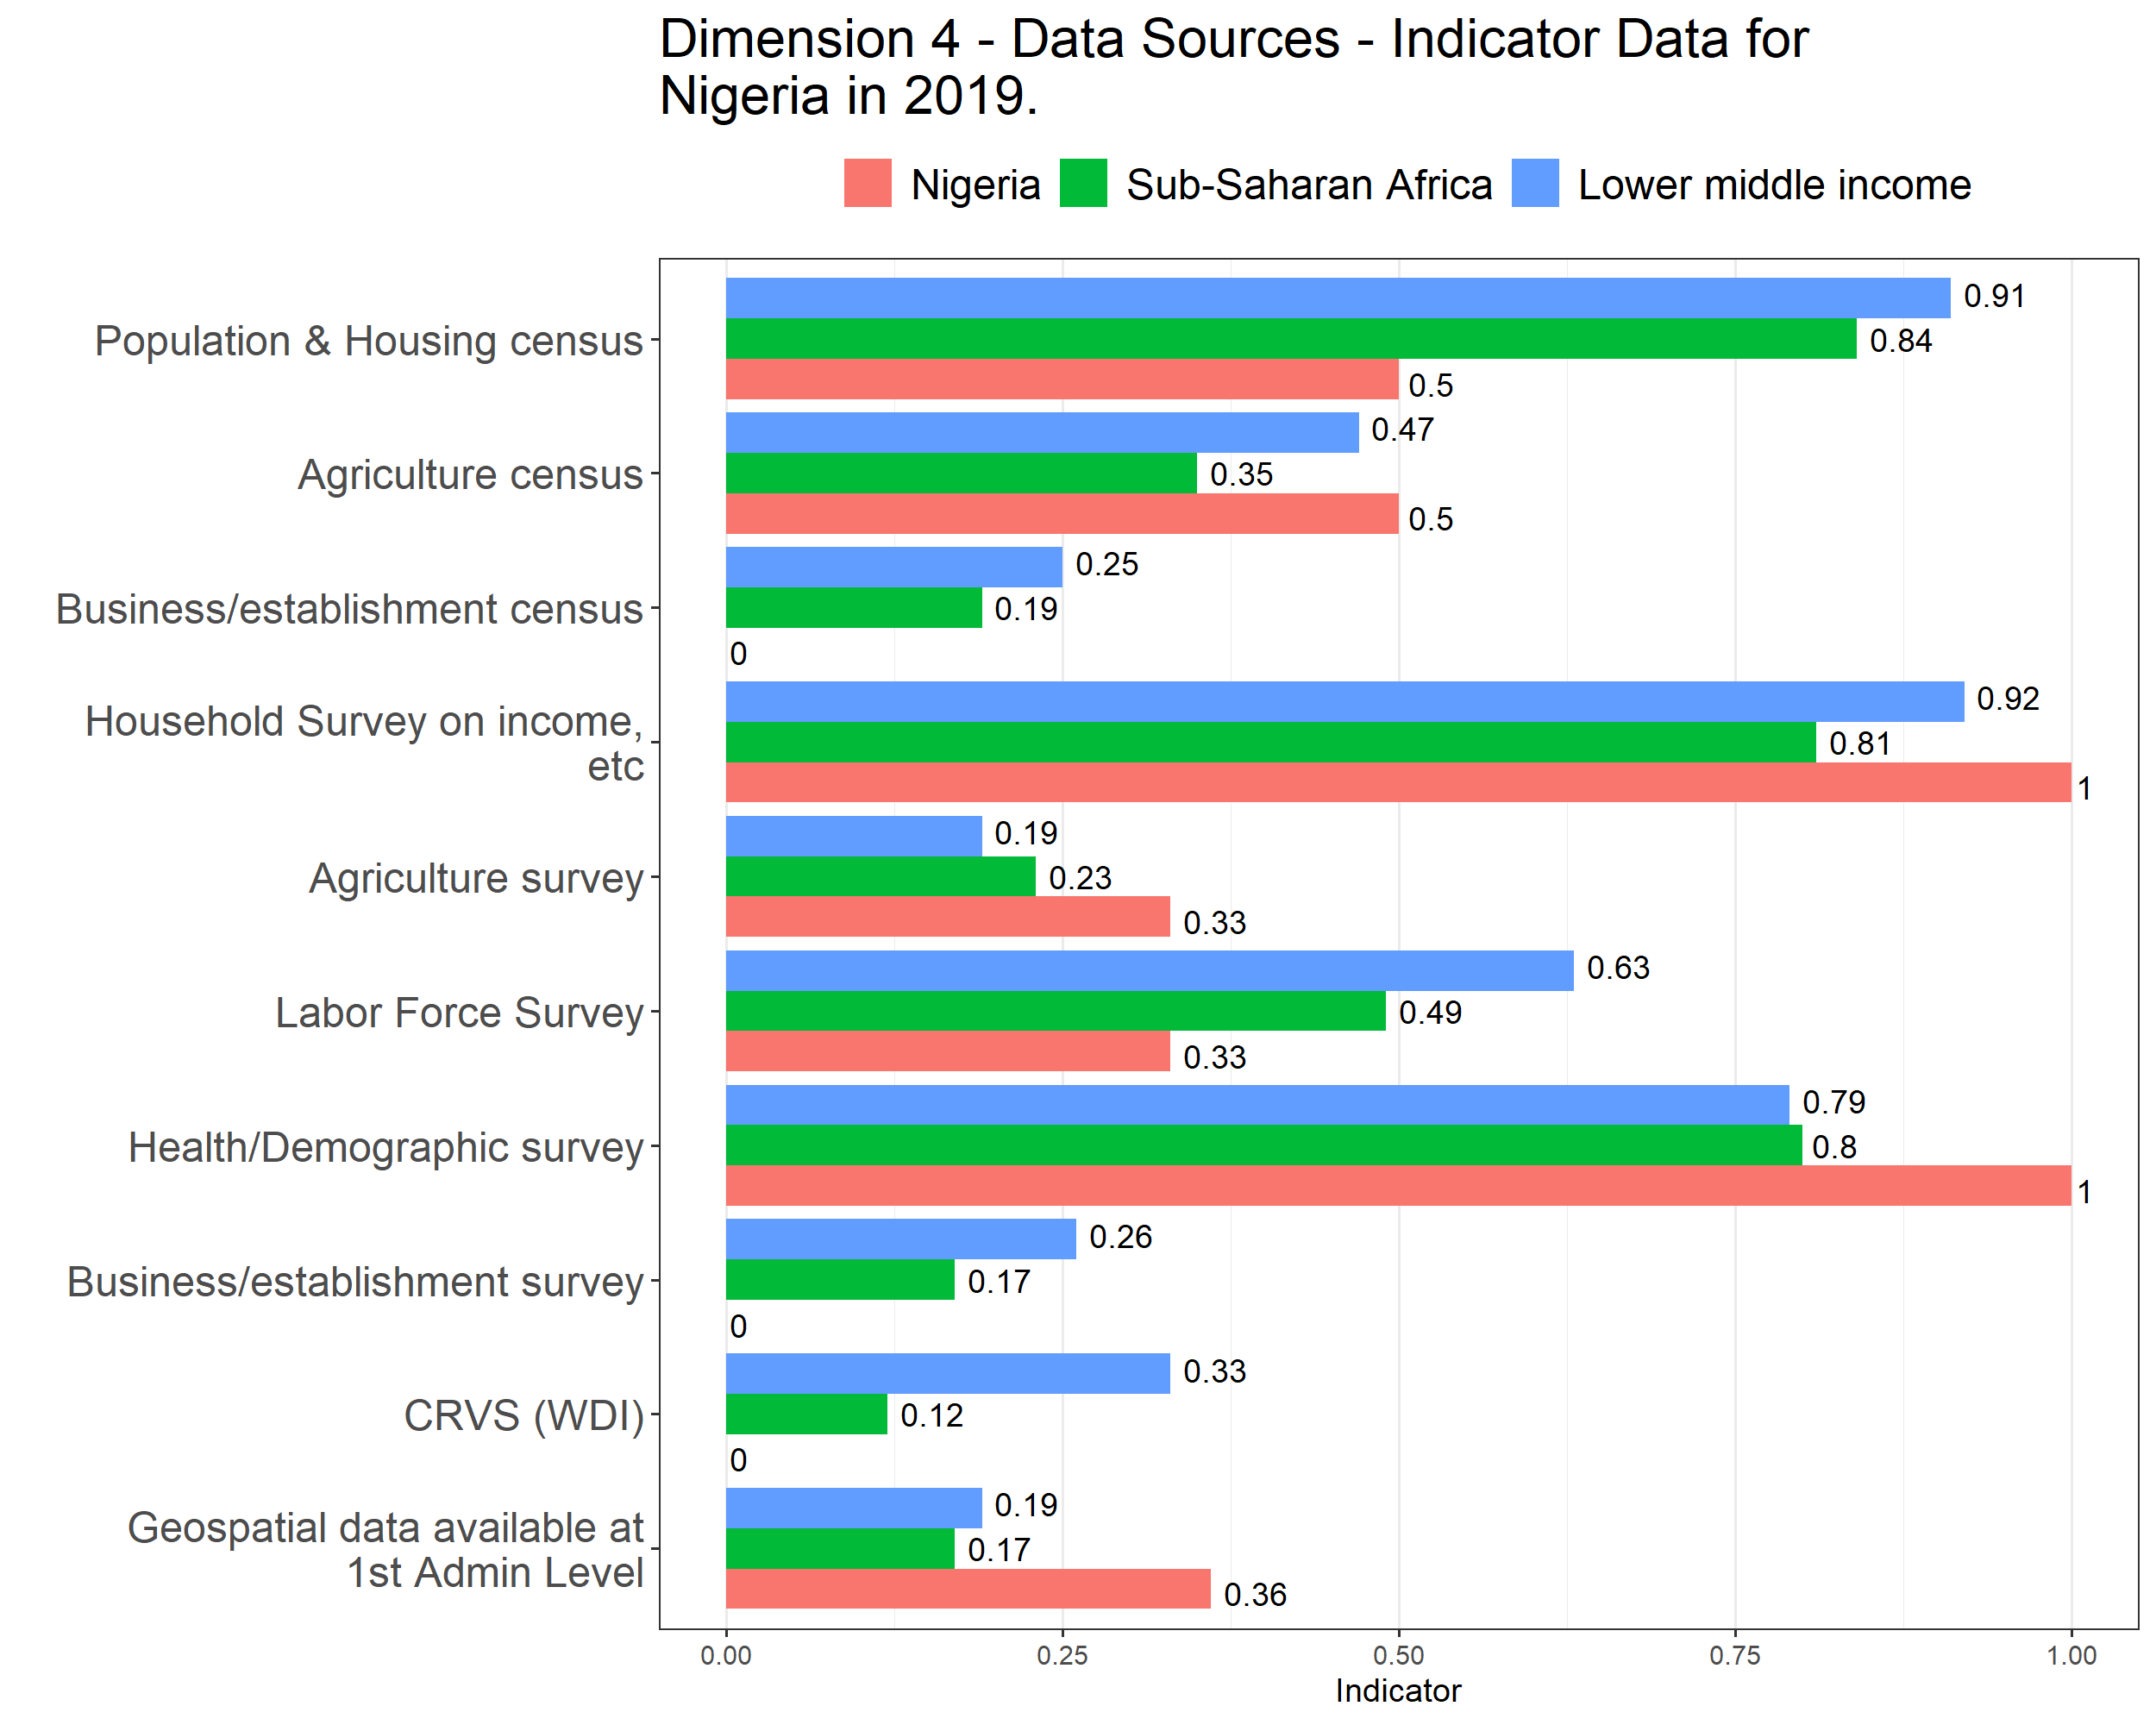 Dimension 4 - Data Sources - Indicator Data for
Nigeria in 2019.
Nigeria Sub-Saharan Africa Lower middle income
Population & Housing census
0.91
0.84
0.5
Agriculture census
0.47
0.35
0.5
Business/establishment census
0.25
0.19
0
Household Survey on income,
etc
0.92
0.81
1
Agriculture survey
0.19
0.23
0.33
Labor Force Survey
0.63
0.49
0.33
Health/Demographic survey
0.79
0.8
1
Business/establishment survey
0.26
0.17
0
CRVS (WDI)
0.33
0.12
0
Geospatial data available at
1st Admin Level
0.19
0.17
0.36
0.00 0.25 0.50 0.75 1.00
Indicator